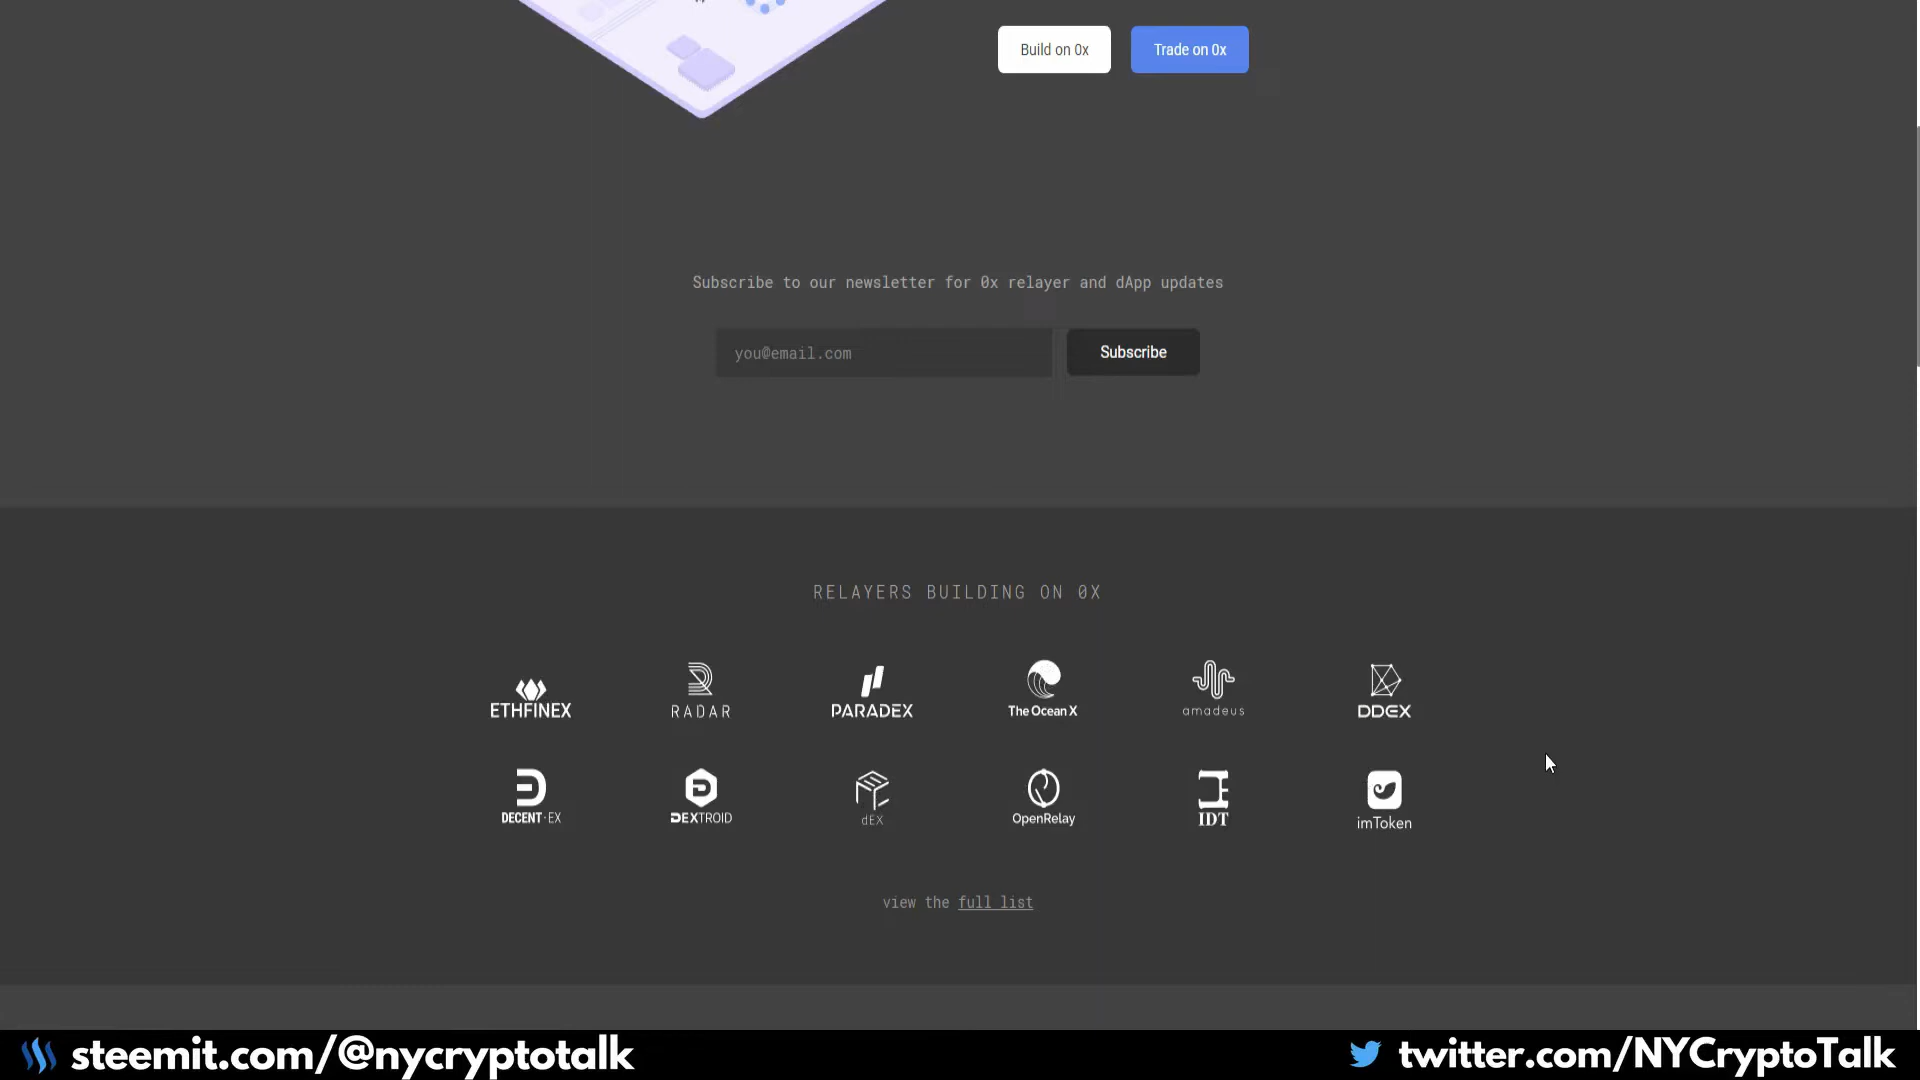 Build on 0x
Trade on 0x
Subscribe to our newsletter for 0x relayer and dApp updates
you@email.com
Subscribe
RELAYERS BUILDING ON 0X
ETHFINEX
RADAR
PARADEX
The Ocean X
amadeus
DDEX
DECENT·EX
DEXTROID
dEX
OpenRelay
IDT
imToken
view the full list
steemit.com/@nycryptotalk
twitter.com/NYCryptoTalk